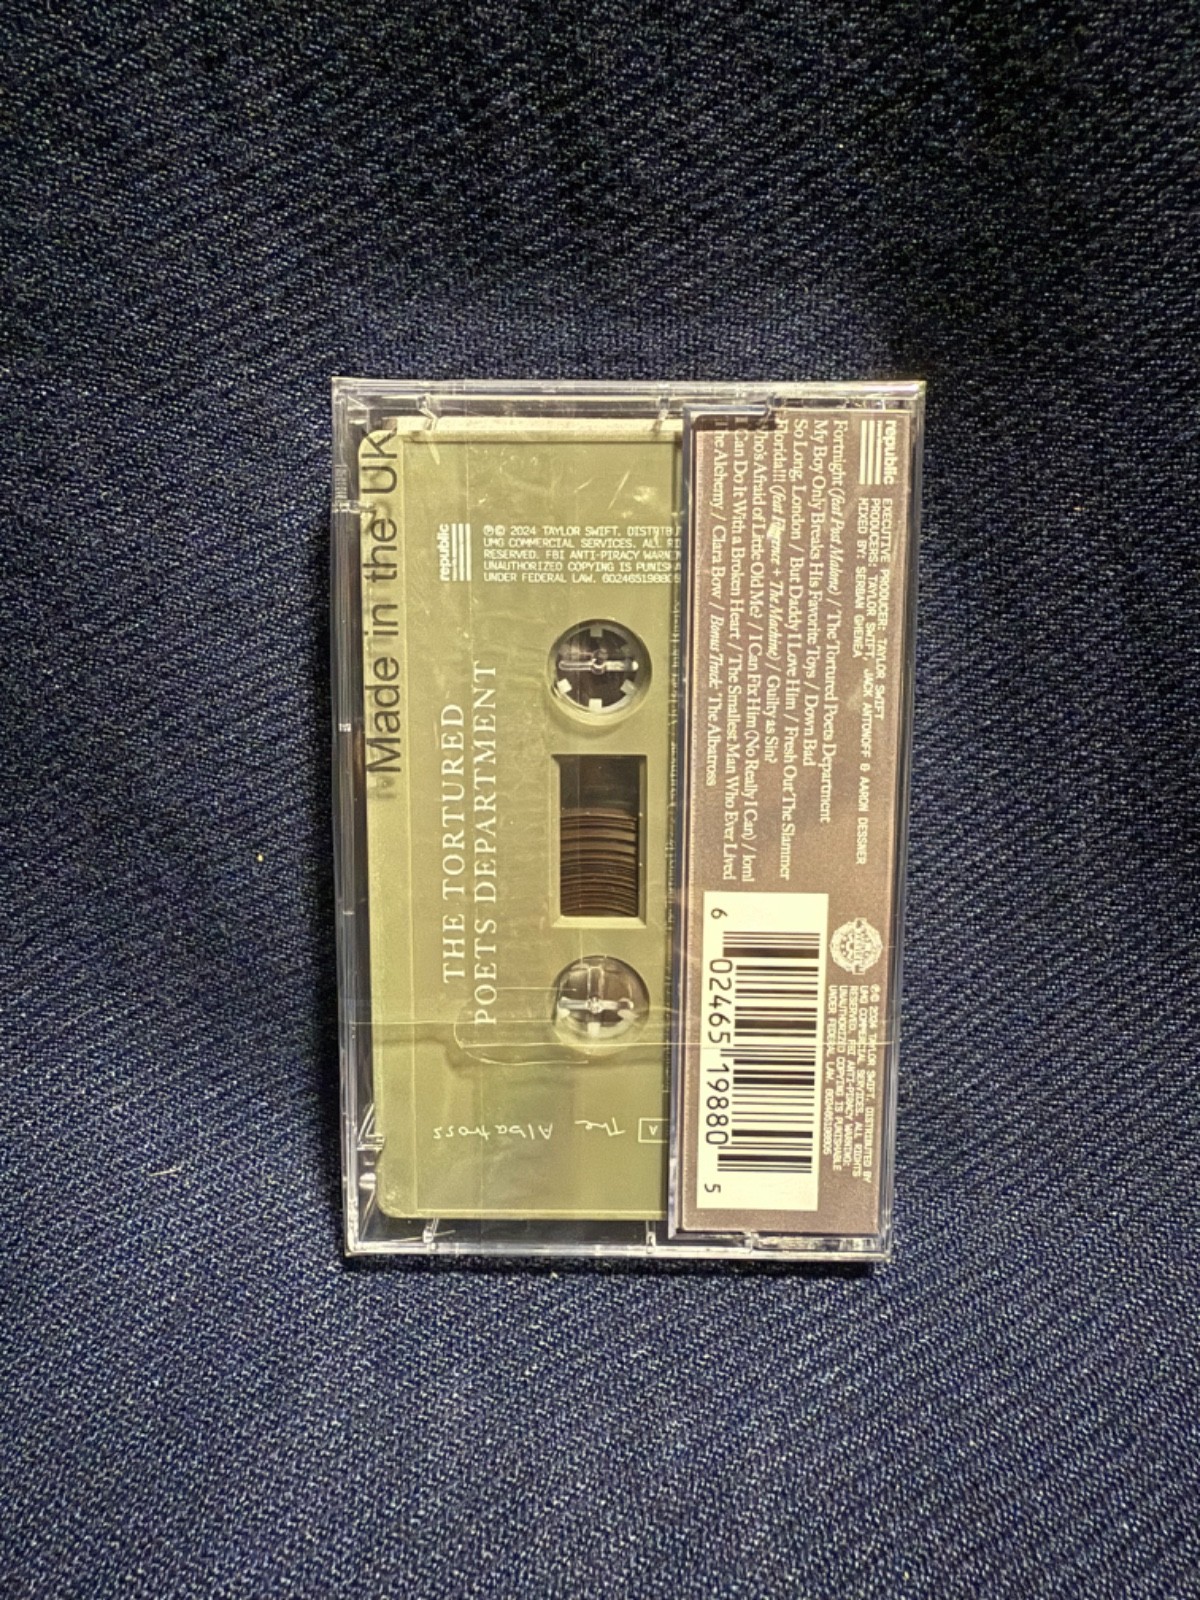 Made in the UK
republic
℗© 2024 TAYLOR SWIFT. DISTRIBU
UMG COMMERCIAL SERVICES. ALL RI
RESERVED. FBI ANTI-PIRACY WARN
UNAUTHORIZED COPYING IS PUNISHA
UNDER FEDERAL LAW. 602465198805
THE TORTURED
POETS DEPARTMENT
A The Albatross
republic
EXECUTIVE PRODUCER: TAYLOR SWIFT
PRODUCERS: TAYLOR SWIFT, JACK ANTONOFF & AARON DESSNER
MIXED BY: SERBAN GHENEA
Fortnight (feat Post Malone) / The Tortured Poets Department
My Boy Only Breaks His Favorite Toys / Down Bad
So Long, London / But Daddy I Love Him / Fresh Out The Slammer
Florida!!! (feat Florence + The Machine) / Guilty as Sin?
Who's Afraid of Little Old Me? / I Can Fix Him (No Really I Can) / loml
I Can Do It With a Broken Heart / The Smallest Man Who Ever Lived
The Alchemy / Clara Bow / Bonus Track: The Albatross
℗© 2024 TAYLOR SWIFT. DISTRIBUTED BY
UMG COMMERCIAL SERVICES. ALL RIGHTS
RESERVED. FBI ANTI-PIRACY WARNING:
UNAUTHORIZED COPYING IS PUNISHABLE
UNDER FEDERAL LAW. 602465198805
6 02465 19880 5